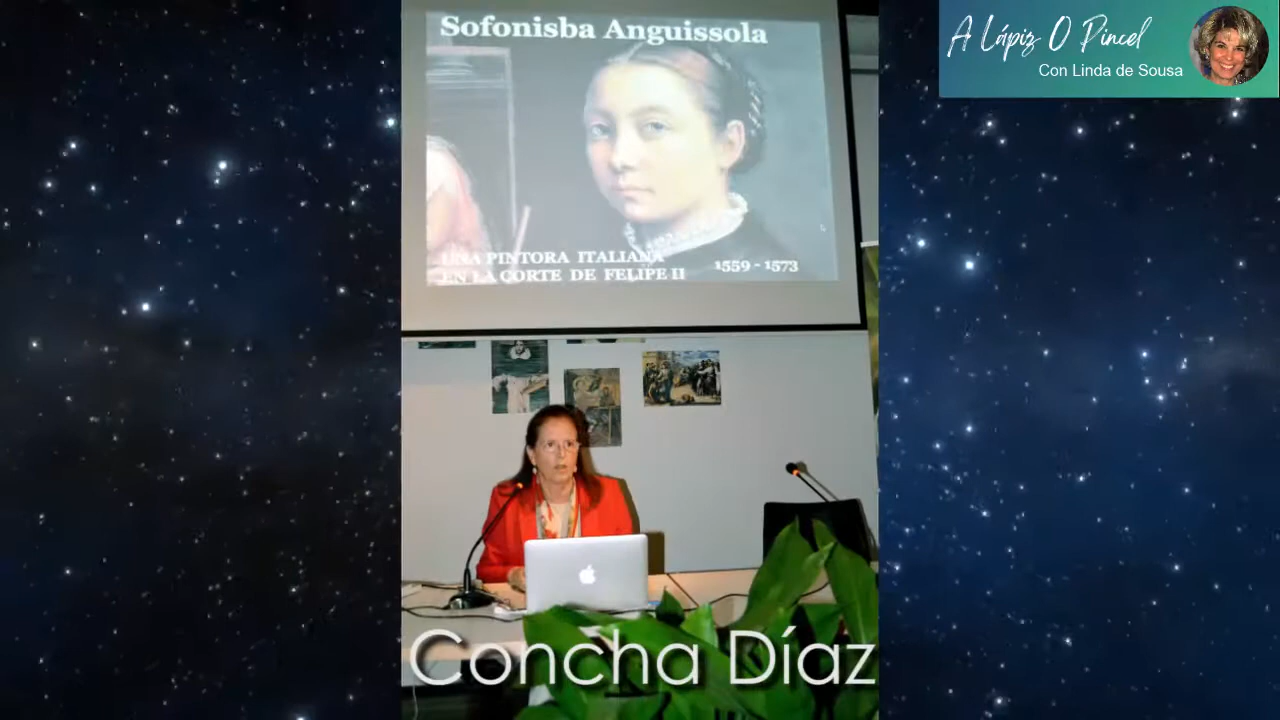 Sofonisba Anguissola
UNA PINTORA ITALIANA
EN LA CORTE DE FELIPE II
1559 - 1573
A Lápiz O Pincel
Con Linda de Sousa
Concha Díaz